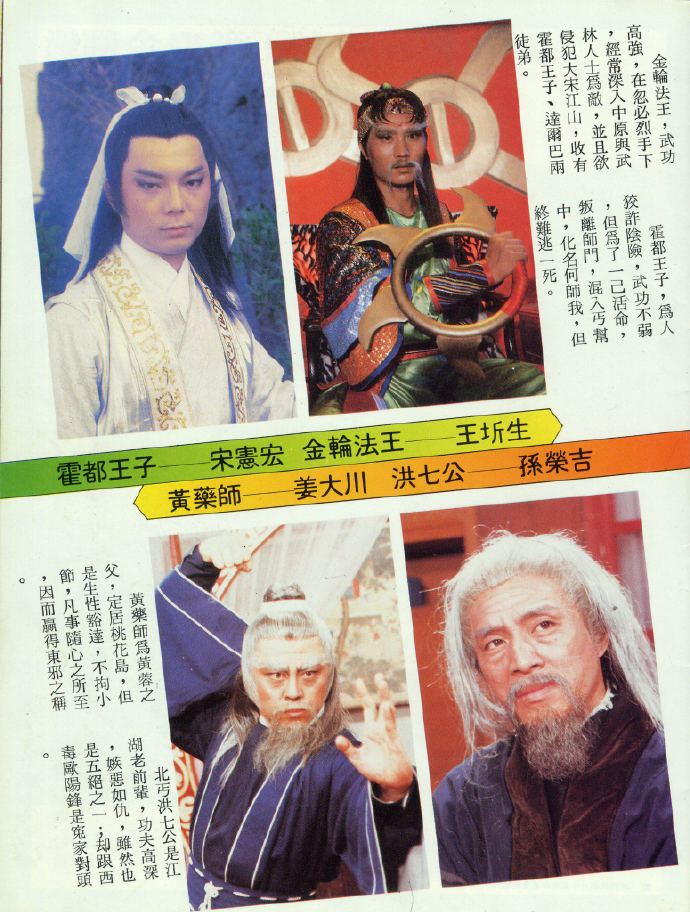 金輪法王，武功
高強，在忽必烈手下
，經常深入中原與武
林人士爲敵，並且欲
侵犯大宋江山，收有
霍都王子、達爾巴兩
徒弟。
霍都王子，爲人
狡詐陰險，武功不弱
，但爲了一己活命，
叛離師門，混入丐幫
中，化名何師我，但
終難逃一死。
霍都王子——宋憲宏 金輪法王——王圻生
黃藥師——姜大川 洪七公——孫榮吉
黃藥師爲黃蓉之
父，定居桃花島，但
是生性豁達，不拘小
節，凡事隨心之所至
，因而贏得東邪之稱
。
北丐洪七公是江
湖老前輩，功夫高深
，嫉惡如仇，雖然也
是五絕之一；却跟西
毒歐陽鋒是寃家對頭
。